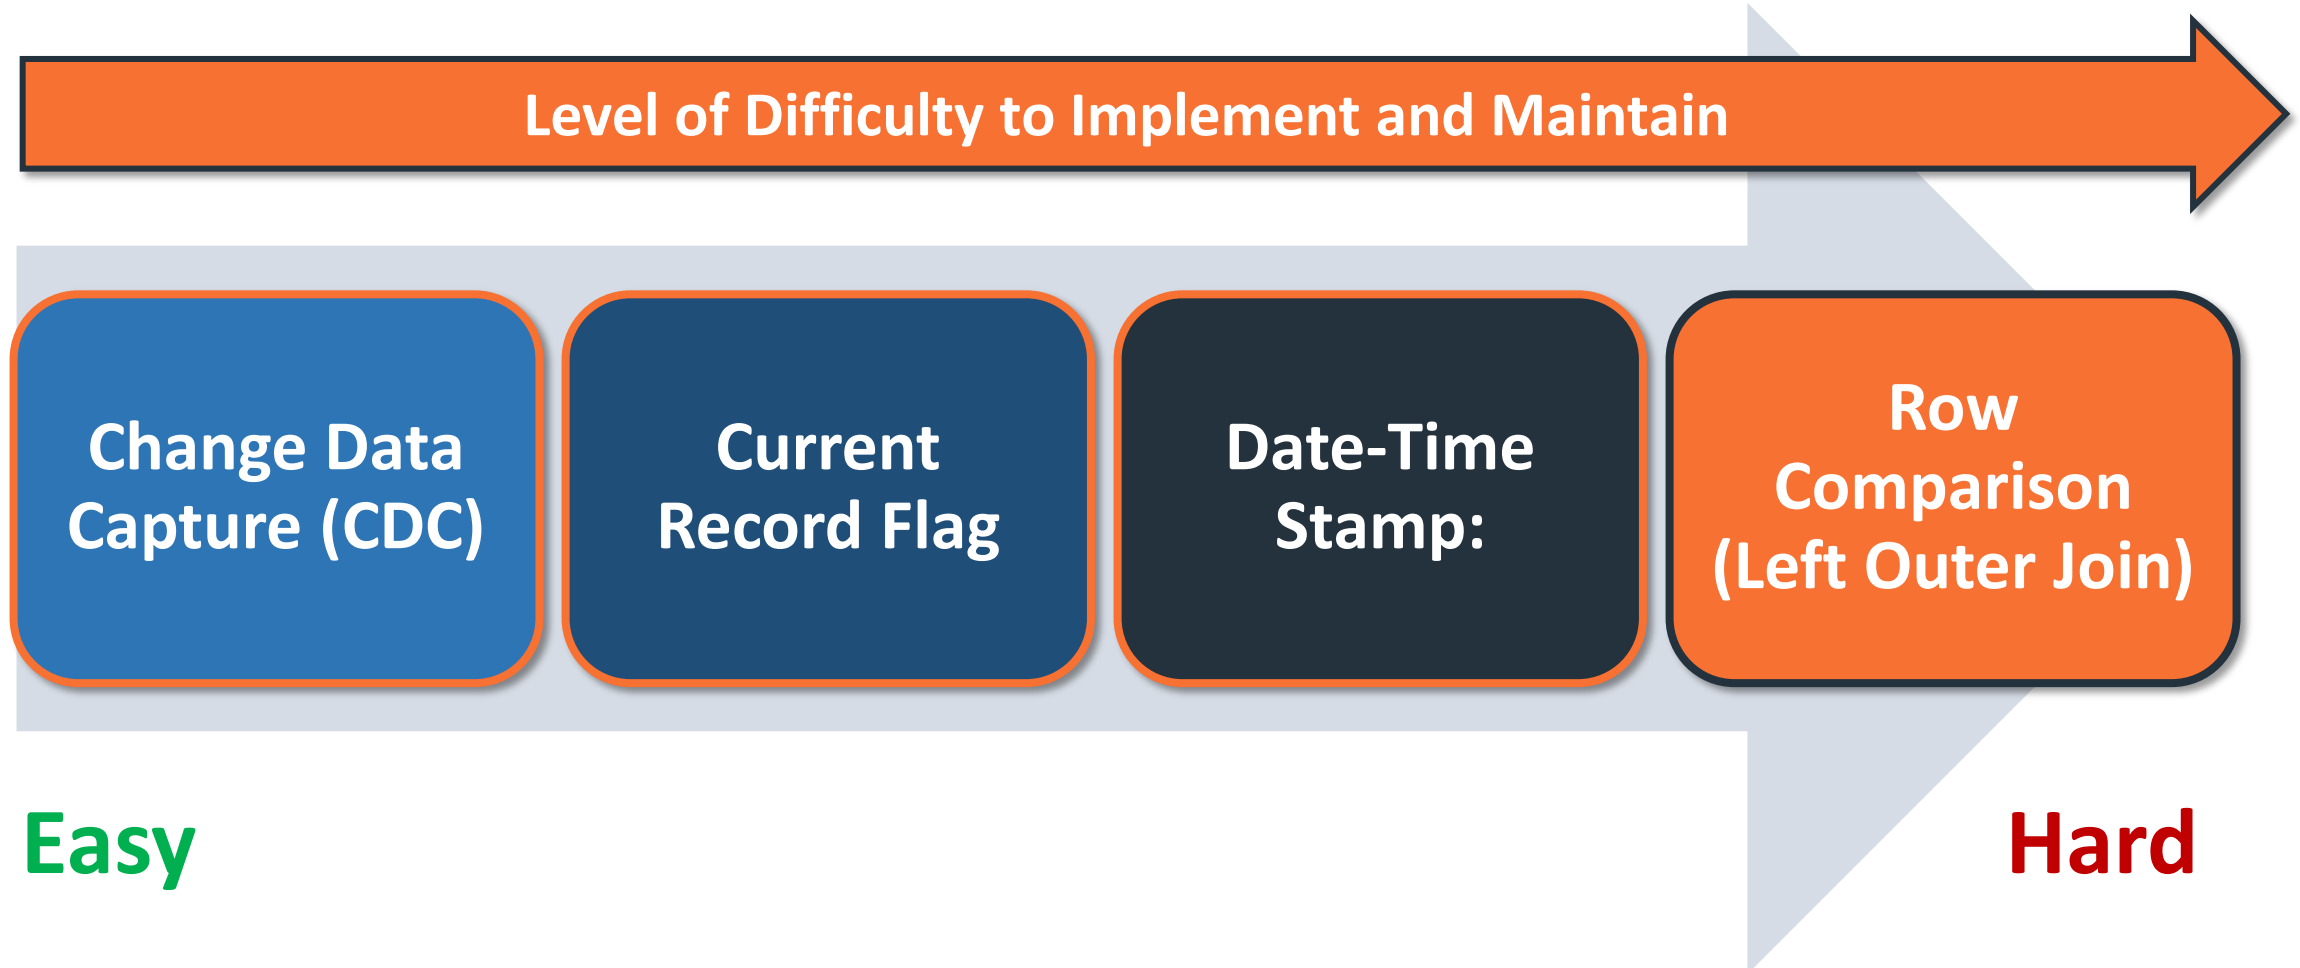 Level of Difficulty to Implement and Maintain
Change Data
Capture (CDC)
Current
Record Flag
Date-Time
Stamp:
Row
Comparison
(Left Outer Join)
Easy
Hard